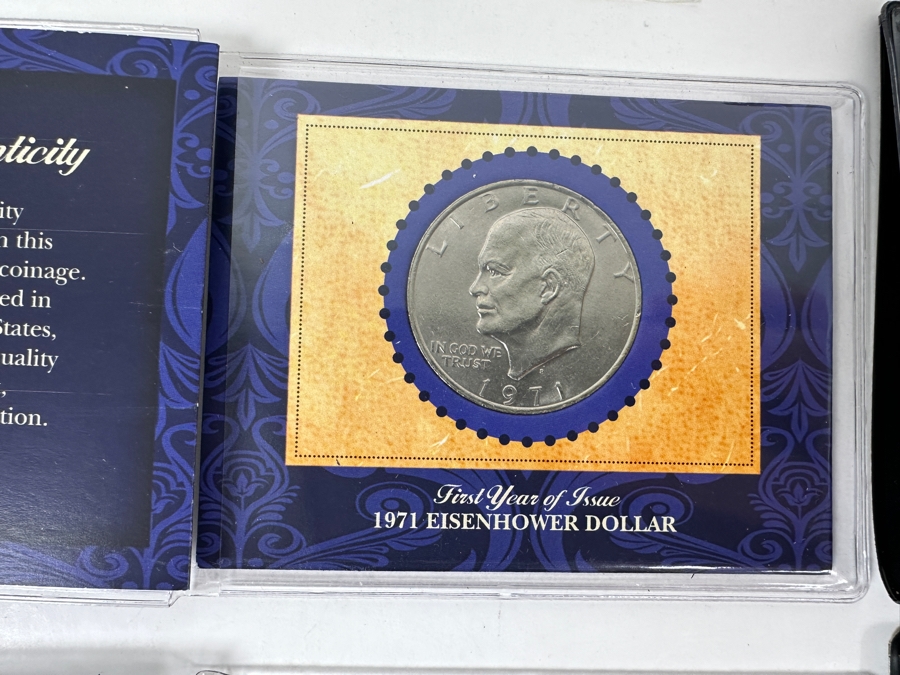 nticity
ity
n this
coinage.
ed in
States,
uality
,
tion.
LIBERTY
IN GOD WE
TRUST
1971
First Year of Issue
1971 EISENHOWER DOLLAR